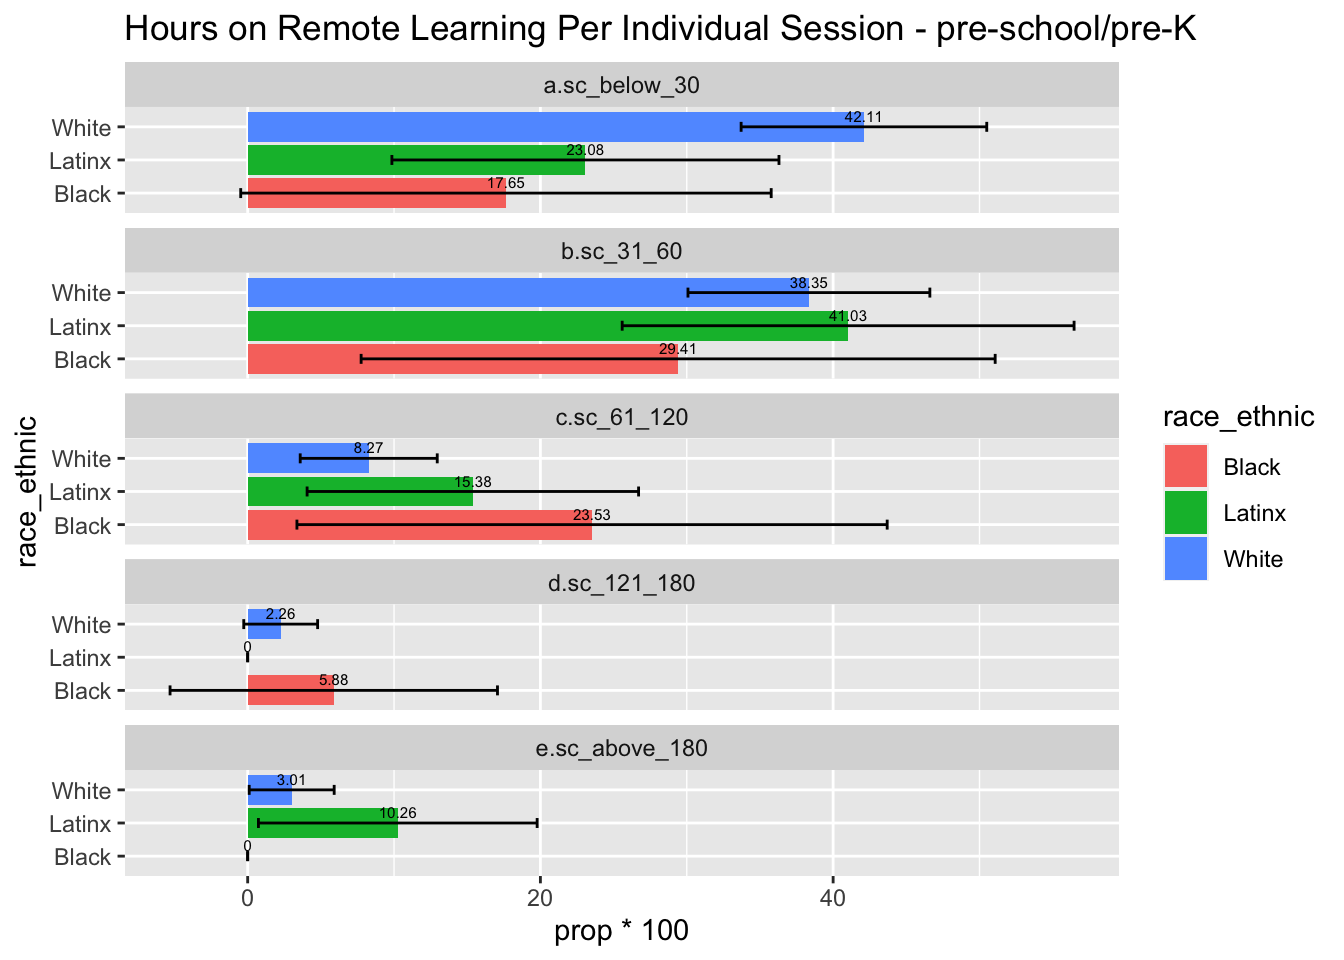 Hours on Remote Learning Per Individual Session - pre-school/pre-K
a.sc_below_30
White 42.11
Latinx 23.08
Black 17.65
b.sc_31_60
White 38.35
Latinx 41.03
Black 29.41
c.sc_61_120
White 8.27
Latinx 15.38
Black 23.53
d.sc_121_180
White 2.26
Latinx 0
Black 5.88
e.sc_above_180
White 3.01
Latinx 10.26
Black 0
0 20 40
prop * 100
race_ethnic
race_ethnic
Black
Latinx
White